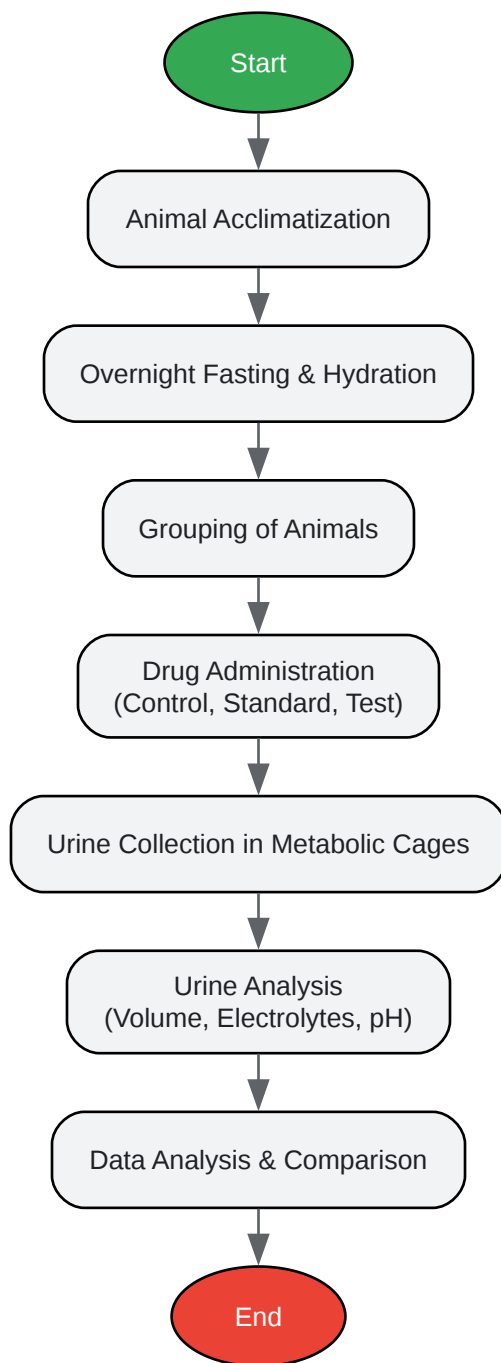 Start
Animal Acclimatization
Overnight Fasting & Hydration
Grouping of Animals
Drug Administration
(Control, Standard, Test)
Urine Collection in Metabolic Cages
Urine Analysis
(Volume, Electrolytes, pH)
Data Analysis & Comparison
End